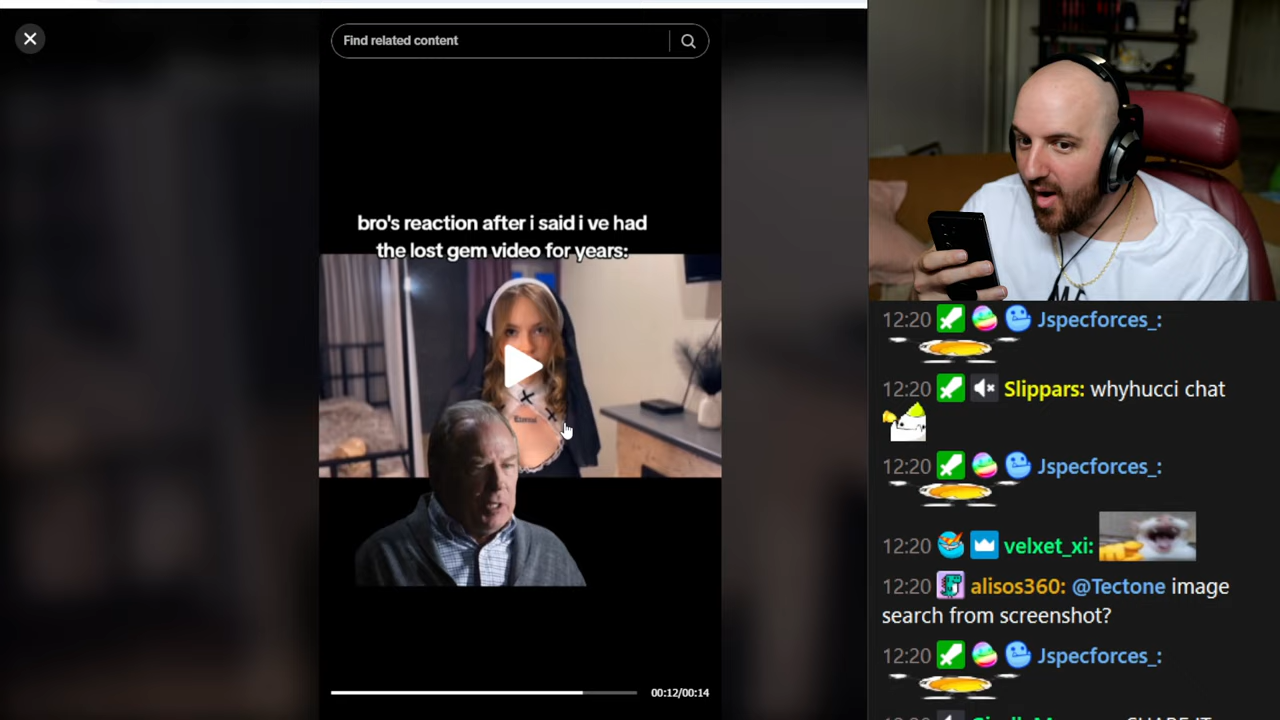 Find related content
bro's reaction after i said i ve had
the lost gem video for years:
00:12/00:14
12:20 Jspecforces_:
12:20 Slippars: whyhucci chat
12:20 Jspecforces_:
12:20 velxet_xi:
12:20 alisos360: @Tectone image
search from screenshot?
12:20 Jspecforces_: